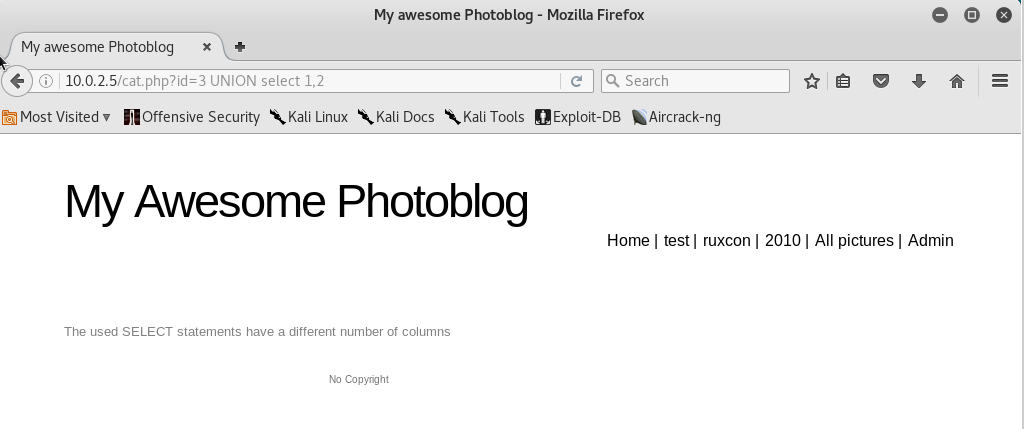 My awesome Photoblog - Mozilla Firefox
My awesome Photoblog
10.0.2.5/cat.php?id=3 UNION select 1,2
Search
Most Visited
Offensive Security
Kali Linux
Kali Docs
Kali Tools
Exploit-DB
Aircrack-ng
My Awesome Photoblog
Home | test | ruxcon | 2010 | All pictures | Admin
The used SELECT statements have a different number of columns
No Copyright